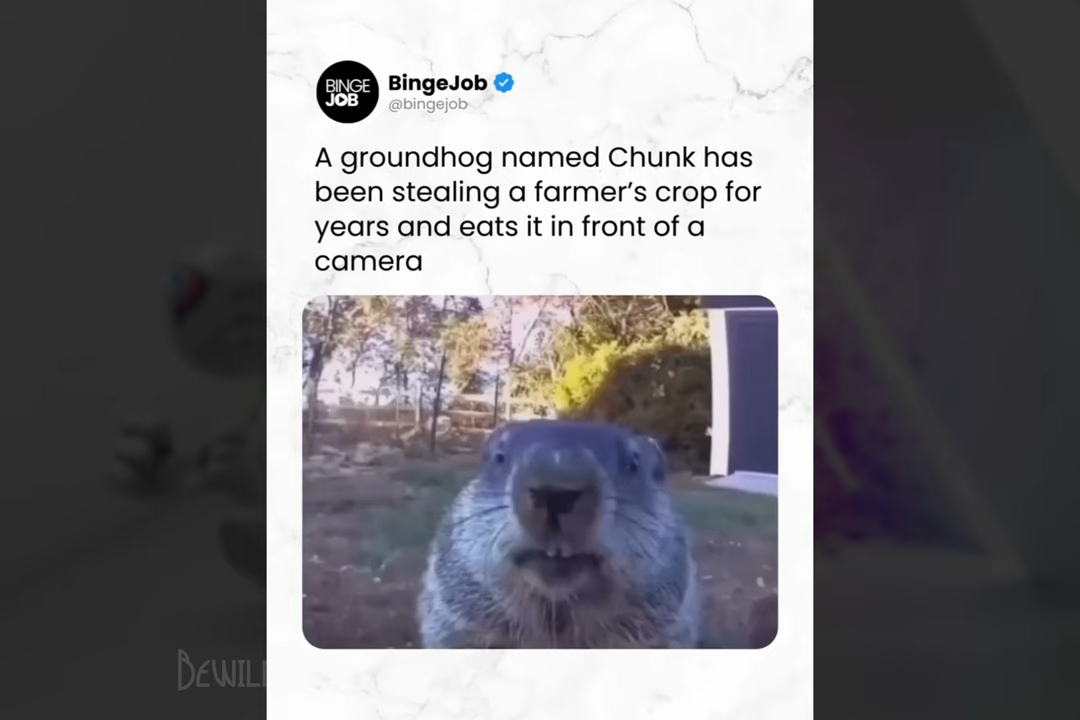 BINGE
JOB
BingeJob
@bingejob
A groundhog named Chunk has
been stealing a farmer’s crop for
years and eats it in front of a
camera